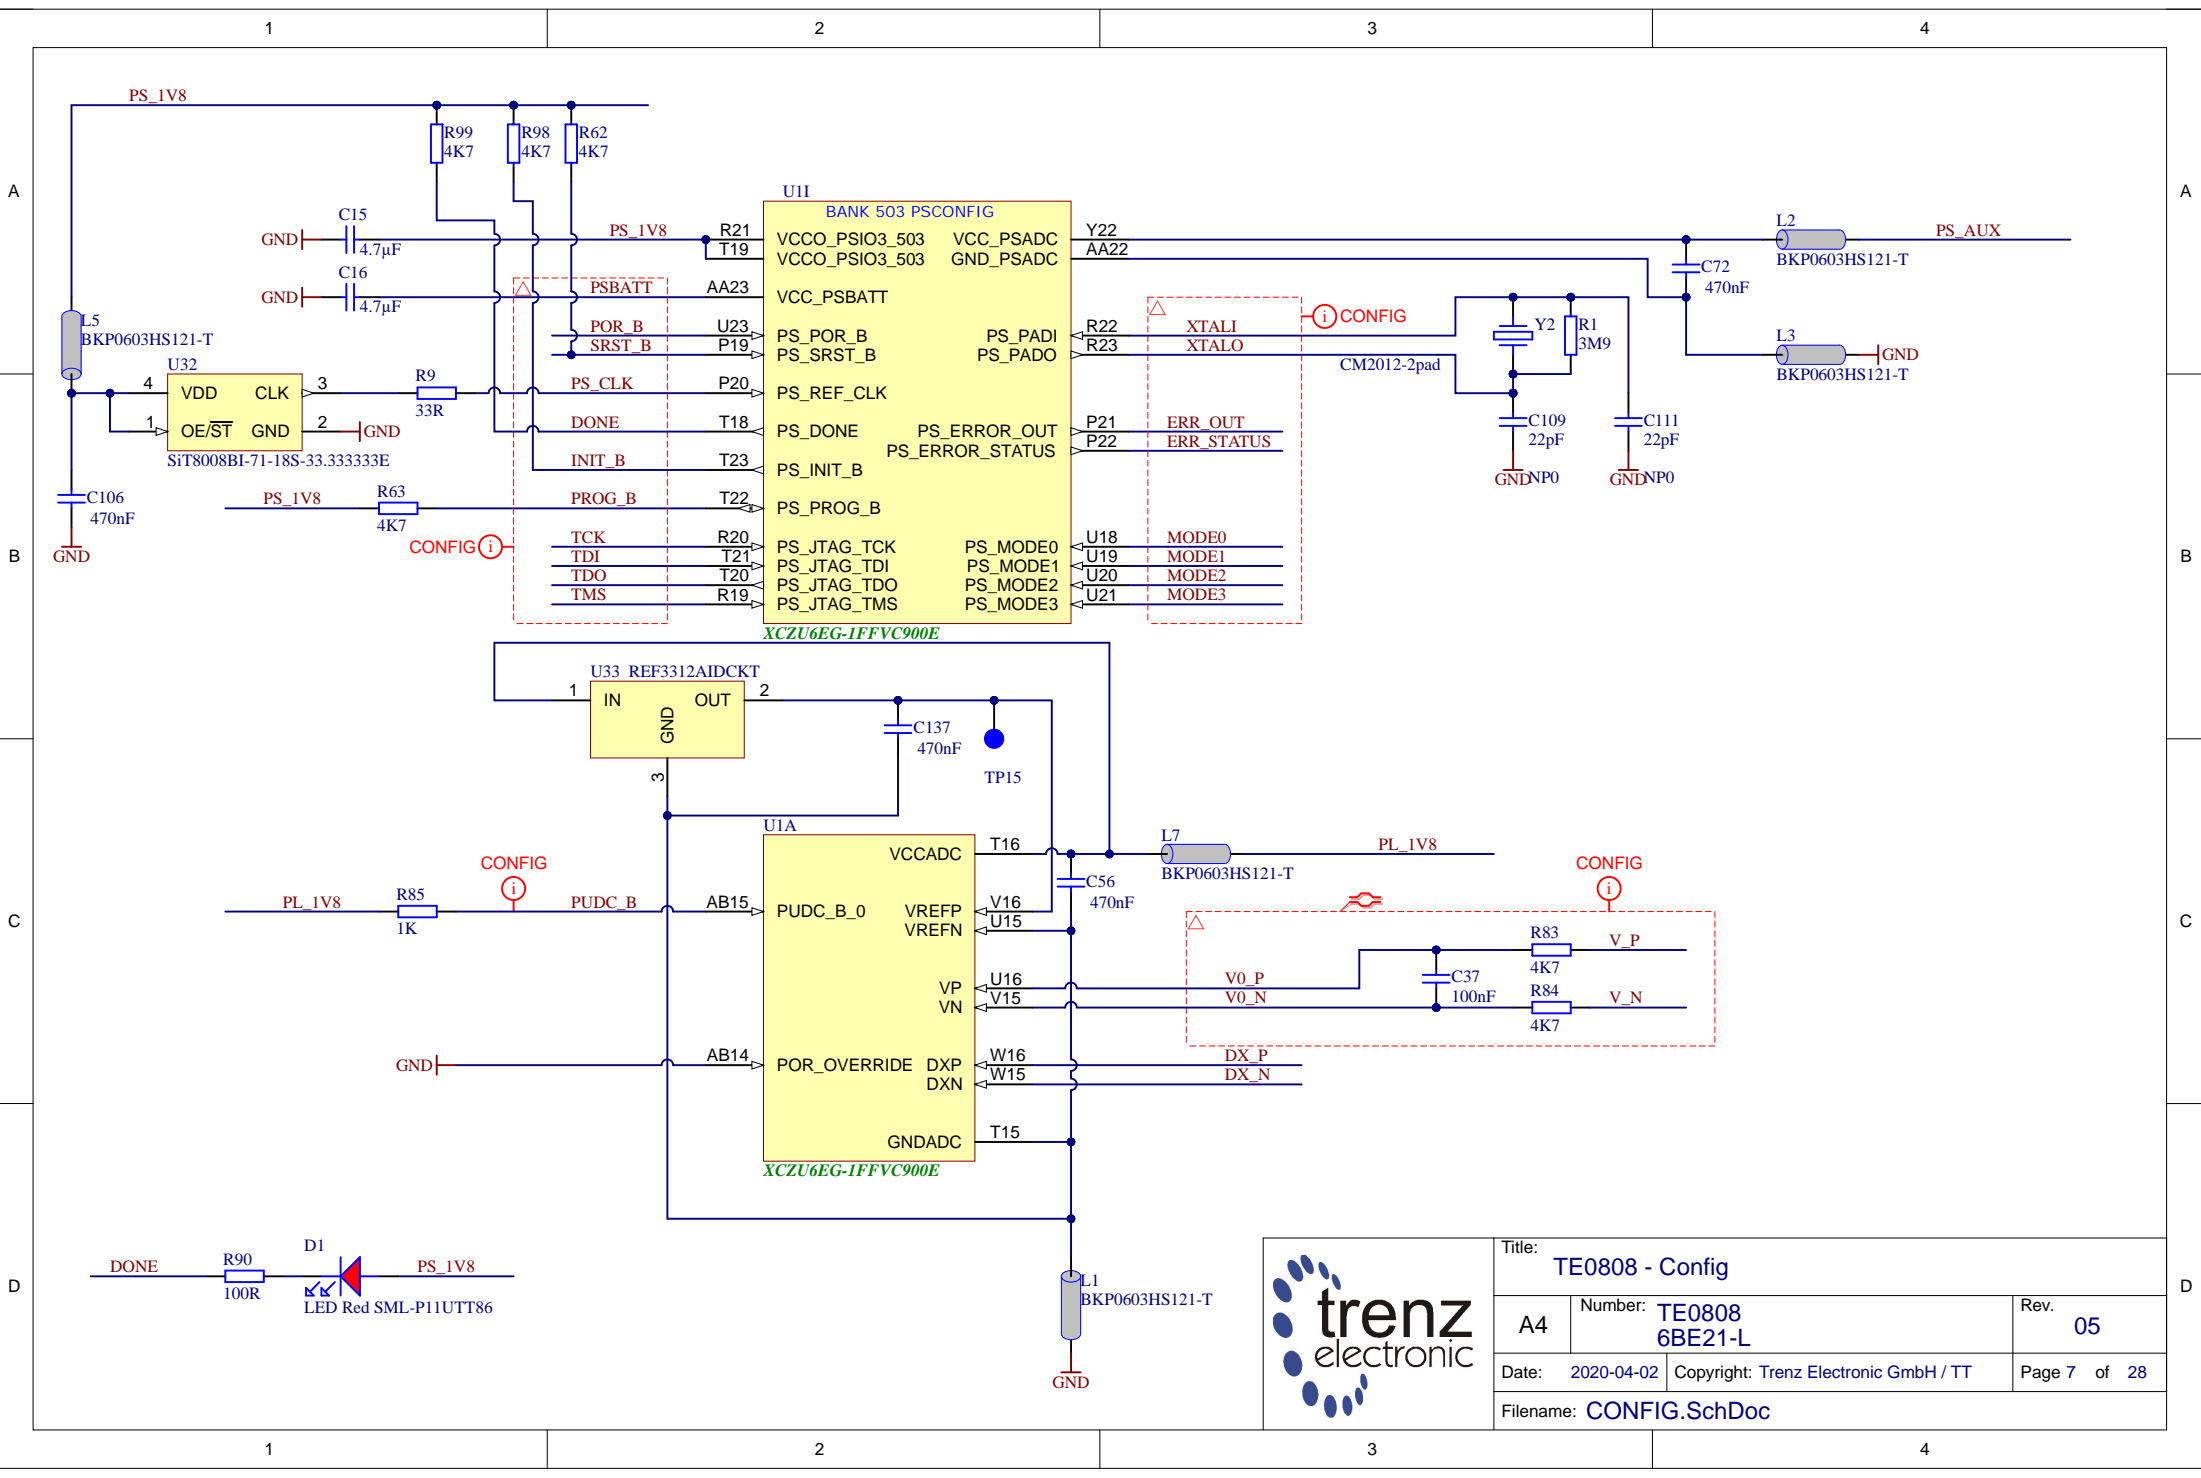 1 2 3 4
A A
B B
C C
D D
PS_1V8
R99
4K7
R98
4K7
R62
4K7
U1I
BANK 503 PSCONFIG
C15
4.7µF
GND
PS_1V8
R21
T19
VCCO_PSIO3_503
VCCO_PSIO3_503
C16
4.7µF
GND
PSBATT
AA23
VCC_PSBATT
POR_B
U23
PS_POR_B
SRST_B
P19
PS_SRST_B
L5
BKP0603HS121-T
U32
4
VDD
CLK
3
1
OE/ST
GND
2
GND
SiT8008BI-71-18S-33.333333E
R9
33R
PS_CLK
P20
PS_REF_CLK
DONE
T18
PS_DONE
INIT_B
T23
PS_INIT_B
C106
470nF
GND
PS_1V8
R63
4K7
PROG_B
T22
PS_PROG_B
CONFIG
i
TCK
R20
PS_JTAG_TCK
TDI
T21
PS_JTAG_TDI
TDO
T20
PS_JTAG_TDO
TMS
R19
PS_JTAG_TMS
XCZU6EG-1FFVC900E
VCC_PSADC
Y22
GND_PSADC
AA22
L2
BKP0603HS121-T
PS_AUX
C72
470nF
L3
BKP0603HS121-T
GND
i
CONFIG
PS_PADI
R22
XTALI
PS_PADO
R23
XTALO
CM2012-2pad
Y2
R1
3M9
C109
22pF
GND
NP0
C111
22pF
GND
NP0
PS_ERROR_OUT
P21
ERR_OUT
PS_ERROR_STATUS
P22
ERR_STATUS
PS_MODE0
U18
MODE0
PS_MODE1
U19
MODE1
PS_MODE2
U20
MODE2
PS_MODE3
U21
MODE3
U33 REF3312AIDCKT
1
IN
OUT
2
GND
3
C137
470nF
TP15
U1A
VCCADC
T16
L7
BKP0603HS121-T
PL_1V8
C56
470nF
PL_1V8
R85
1K
CONFIG
i
PUDC_B
AB15
PUDC_B_0
VREFP
V16
VREFN
U15
CONFIG
i
VP
U16
V0_P
VN
V15
V0_N
C37
100nF
R83
4K7
V_P
R84
4K7
V_N
GND
AB14
POR_OVERRIDE
DXP
W16
DX_P
DXN
W15
DX_N
GNDADC
T15
XCZU6EG-1FFVC900E
L1
BKP0603HS121-T
GND
DONE
R90
100R
D1
PS_1V8
LED Red SML-P11UTT86
trenz
electronic
Title:
TE0808 - Config
A4
Number: TE0808
6BE21-L
Rev.
05
Date: 2020-04-02
Copyright: Trenz Electronic GmbH / TT
Page 7 of 28
Filename: CONFIG.SchDoc
1 2 3 4